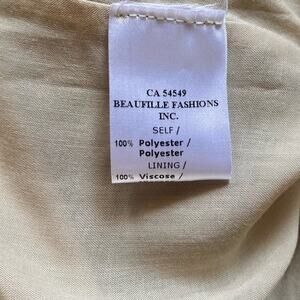 CA 54549
BEAUFILLE FASHIONS
INC.
SELF /
100% Polyester /
Polyester
LINING /
100% Viscose /